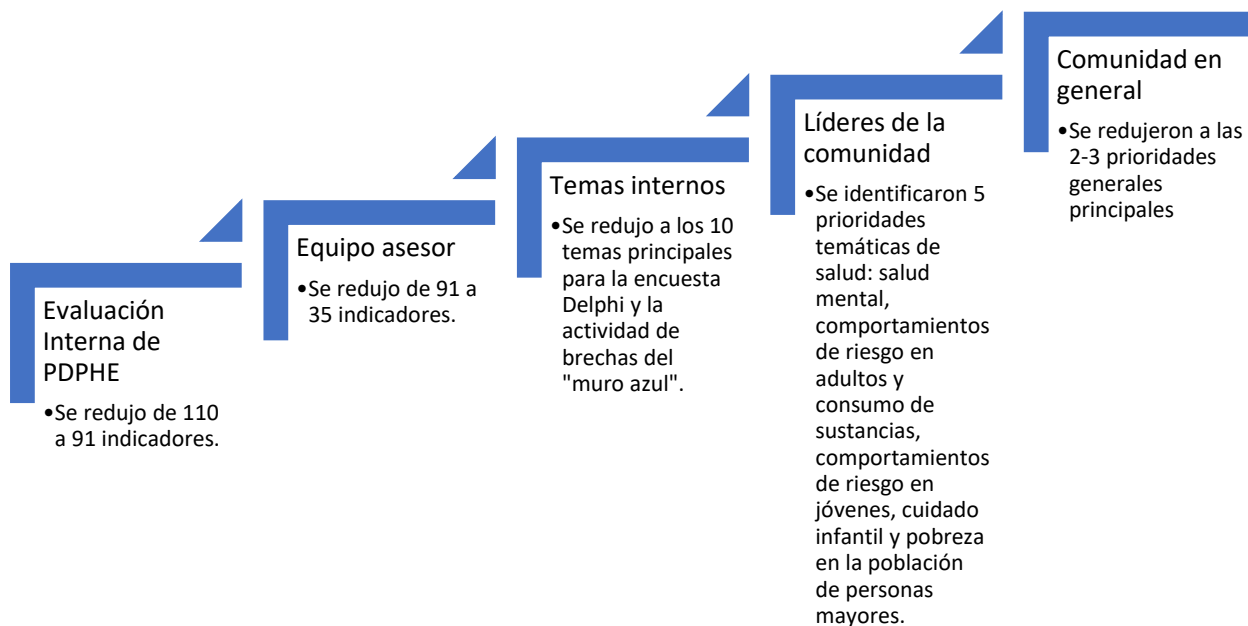 Evaluación
Interna de
PDPHE
•Se redujo de 110
a 91 indicadores.
Equipo asesor
•Se redujo de 91 a
35 indicadores.
Temas internos
•Se redujo a los 10
temas principales
para la encuesta
Delphi y la
actividad de
brechas del
"muro azul".
Líderes de la
comunidad
•Se identificaron 5
prioridades
temáticas de
salud: salud
mental,
comportamientos
de riesgo en
adultos y
consumo de
sustancias,
comportamientos
de riesgo en
jóvenes, cuidado
infantil y pobreza
en la población
de personas
mayores.
Comunidad en
general
•Se redujeron a las
2-3 prioridades
generales
principales